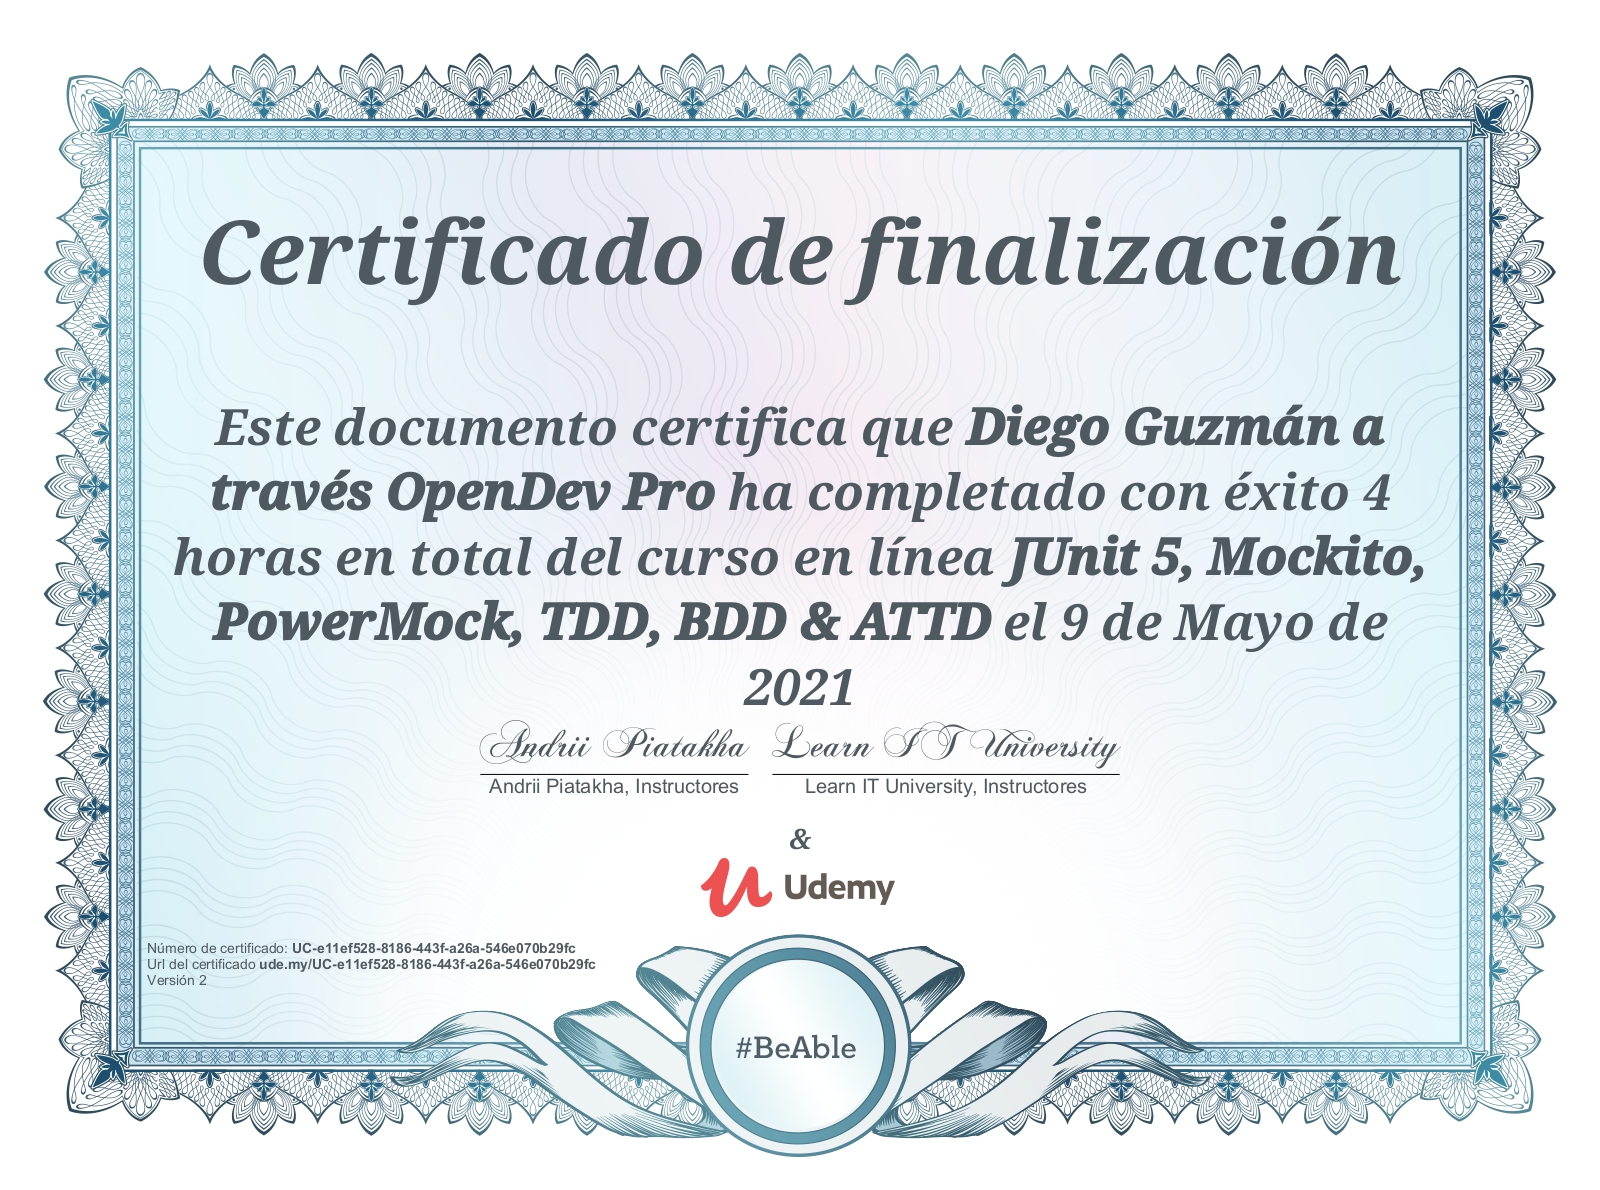 Certificado de finalización
Este documento certifica que Diego Guzmán a
través OpenDev Pro ha completado con éxito 4
horas en total del curso en línea JUnit 5, Mockito,
PowerMock, TDD, BDD & ATTD el 9 de Mayo de
2021
Andrii Piatakha Learn IT University
Andrii Piatakha, Instructores Learn IT University, Instructores
&
Udemy
Número de certificado: UC-e11ef528-8186-443f-a26a-546e070b29fc
Url del certificado ude.my/UC-e11ef528-8186-443f-a26a-546e070b29fc
Versión 2
#BeAble